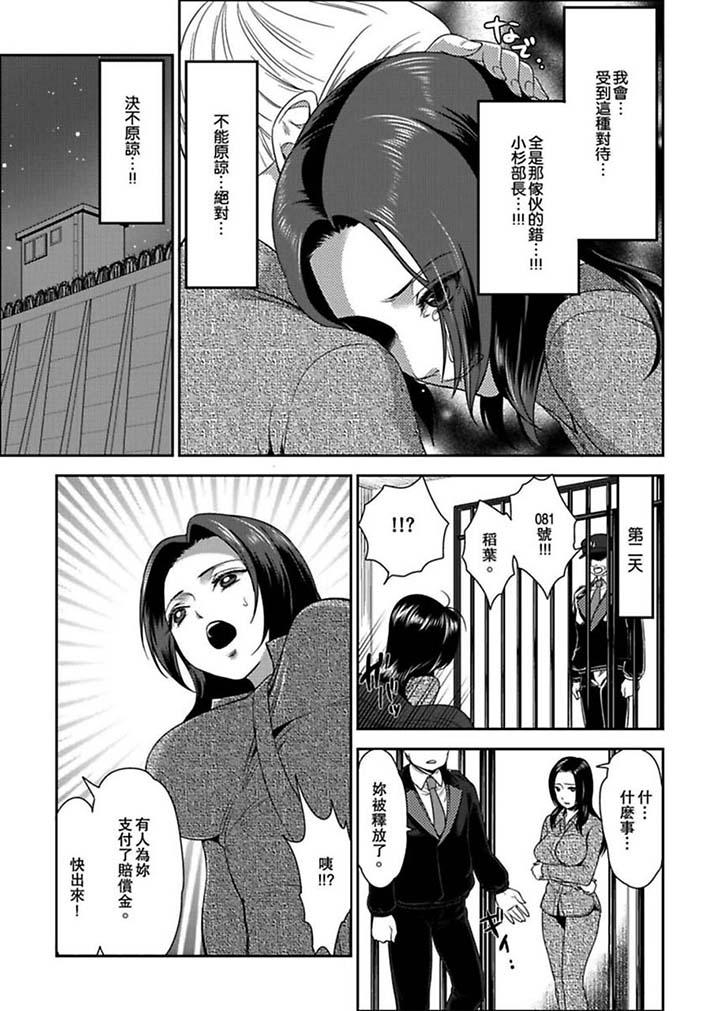 我會…
受到這種對待…
全是那傢伙的錯…!!!
小杉部長…!!!
なで…
不能原諒…絕對…
決不原諒…!!
第二天
081號!!!
稻葉。
!!?
什…
什麼事…
妳被釋放了。
咦!!?
有人為妳
支付了賠償金。
快出來！